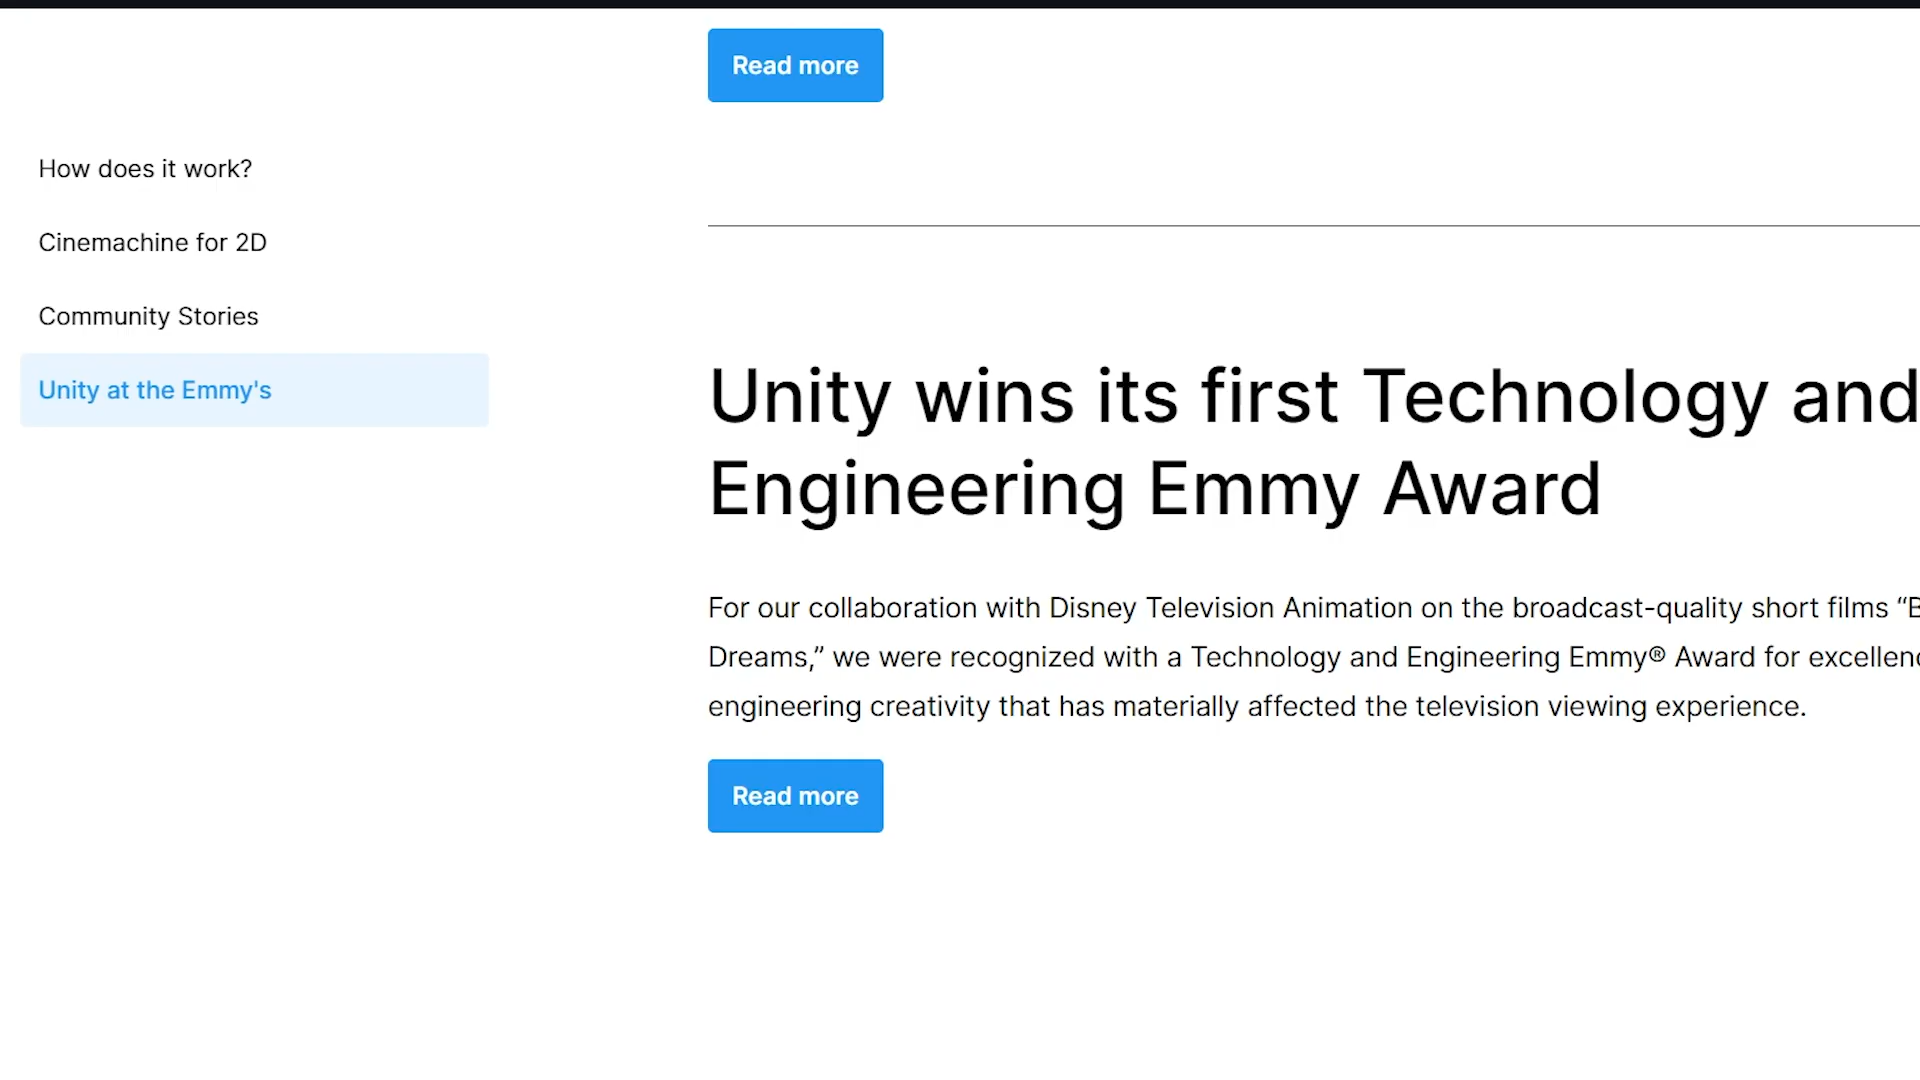 Read more
How does it work?
Cinemachine for 2D
Community Stories
Unity at the Emmy's
Unity wins its first Technology and
Engineering Emmy Award
For our collaboration with Disney Television Animation on the broadcast-quality short films “B
Dreams,” we were recognized with a Technology and Engineering Emmy® Award for
engineering creativity that has materially affected the television viewing experience.
Read more